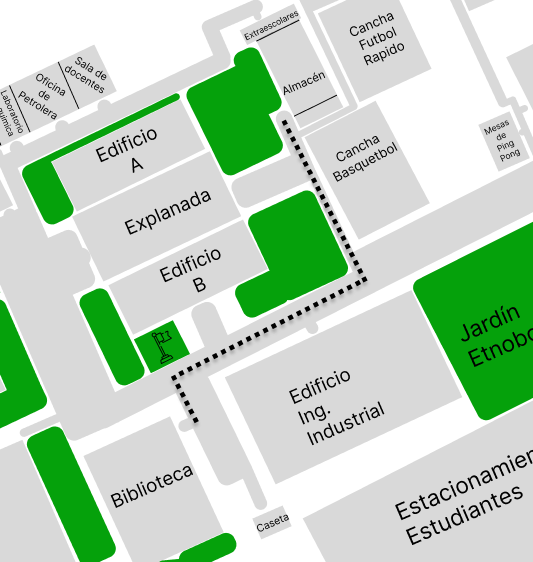 Extraescolares
Cancha
Futbol
Rapido
Sala de
docentes
Oficina
de
Petrolera
Laboratorio
quimica
Almacén
Edificio
A
Cancha
Basquetbol
Mesas
de
Ping
Pong
Explanada
Edificio
B
Jardín
Etnobo
Edificio
Ing.
Industrial
Biblioteca
Estacionamien
Estudiantes
Caseta